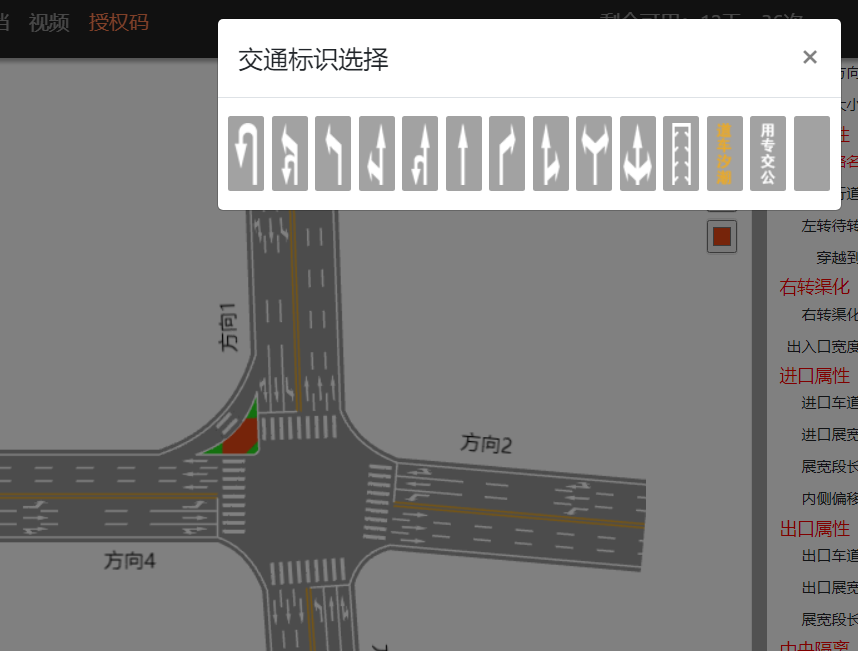 视频 授权码
交通标识选择
×
潮汐车道
公交专用
方向1
方向2
方向4
左转待转
穿越到
右转渠化
右转渠化
出入口宽度
进口属性
进口车道
进口展宽
展宽段长
内侧偏移
出口属性
出口车道
出口展宽
展宽段长
中央隔离